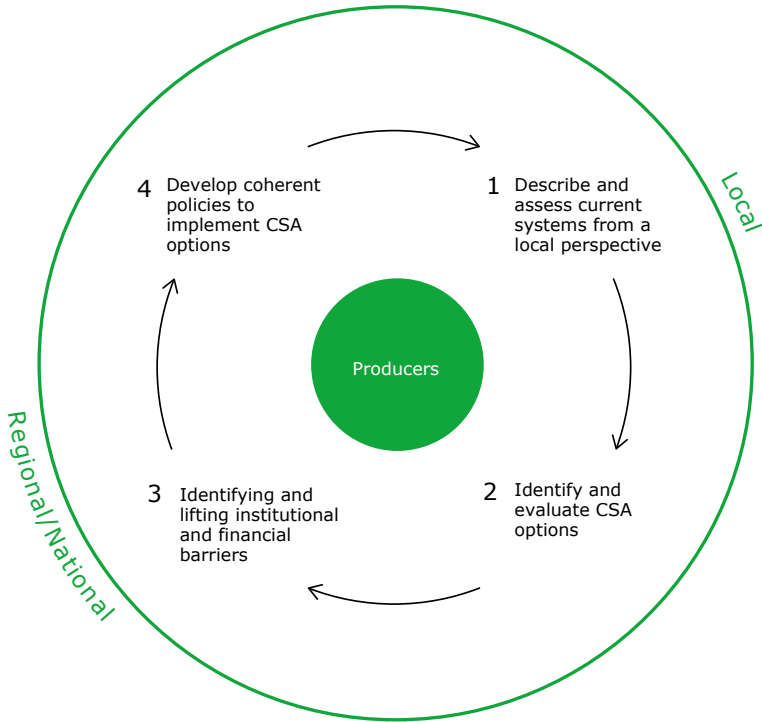 4 Develop coherent
policies to
implement CSA
options
1 Describe and
assess current
systems from a
local perspective
Local
Producers
Regional/National
3 Identifying and
lifting institutional
and financial
barriers
2 Identify and
evaluate CSA
options